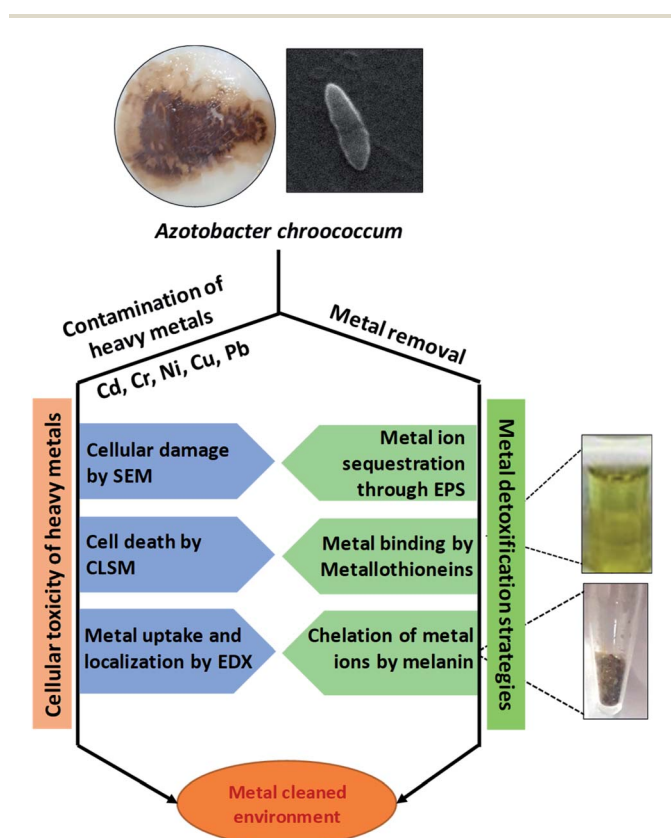 Azotobacter chroococcum
Contamination of
heavy metals
Cd, Cr, Ni, Cu, Pb
Metal removal
Cellular toxicity of heavy metals
Cellular damage
by SEM
Metal ion
sequestration
through EPS
Cell death by
CLSM
Metal binding by
Metallothioneins
Metal uptake and
localization by EDX
Chelation of metal
ions by melanin
Metal detoxification strategies
Metal cleaned
environment